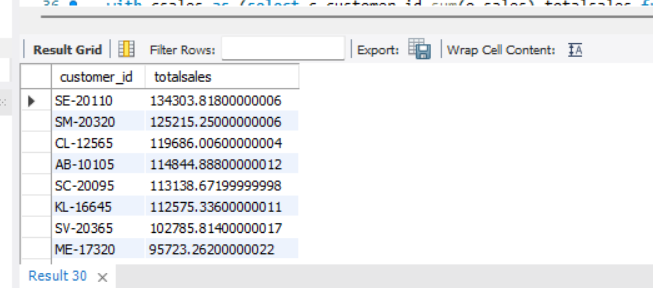 36 with csales as (select c.customer_id,sum(o.sales) totalsales f
Result Grid Filter Rows: Export: Wrap Cell Content:
customer_id totalsales
SE-20110 134303.81800000006
SM-20320 125215.25000000006
CL-12565 119686.00600000004
AB-10105 114844.88800000012
SC-20095 113138.67199999998
KL-16645 112575.33600000011
SV-20365 102785.81400000017
ME-17320 95723.26200000022
Result 30